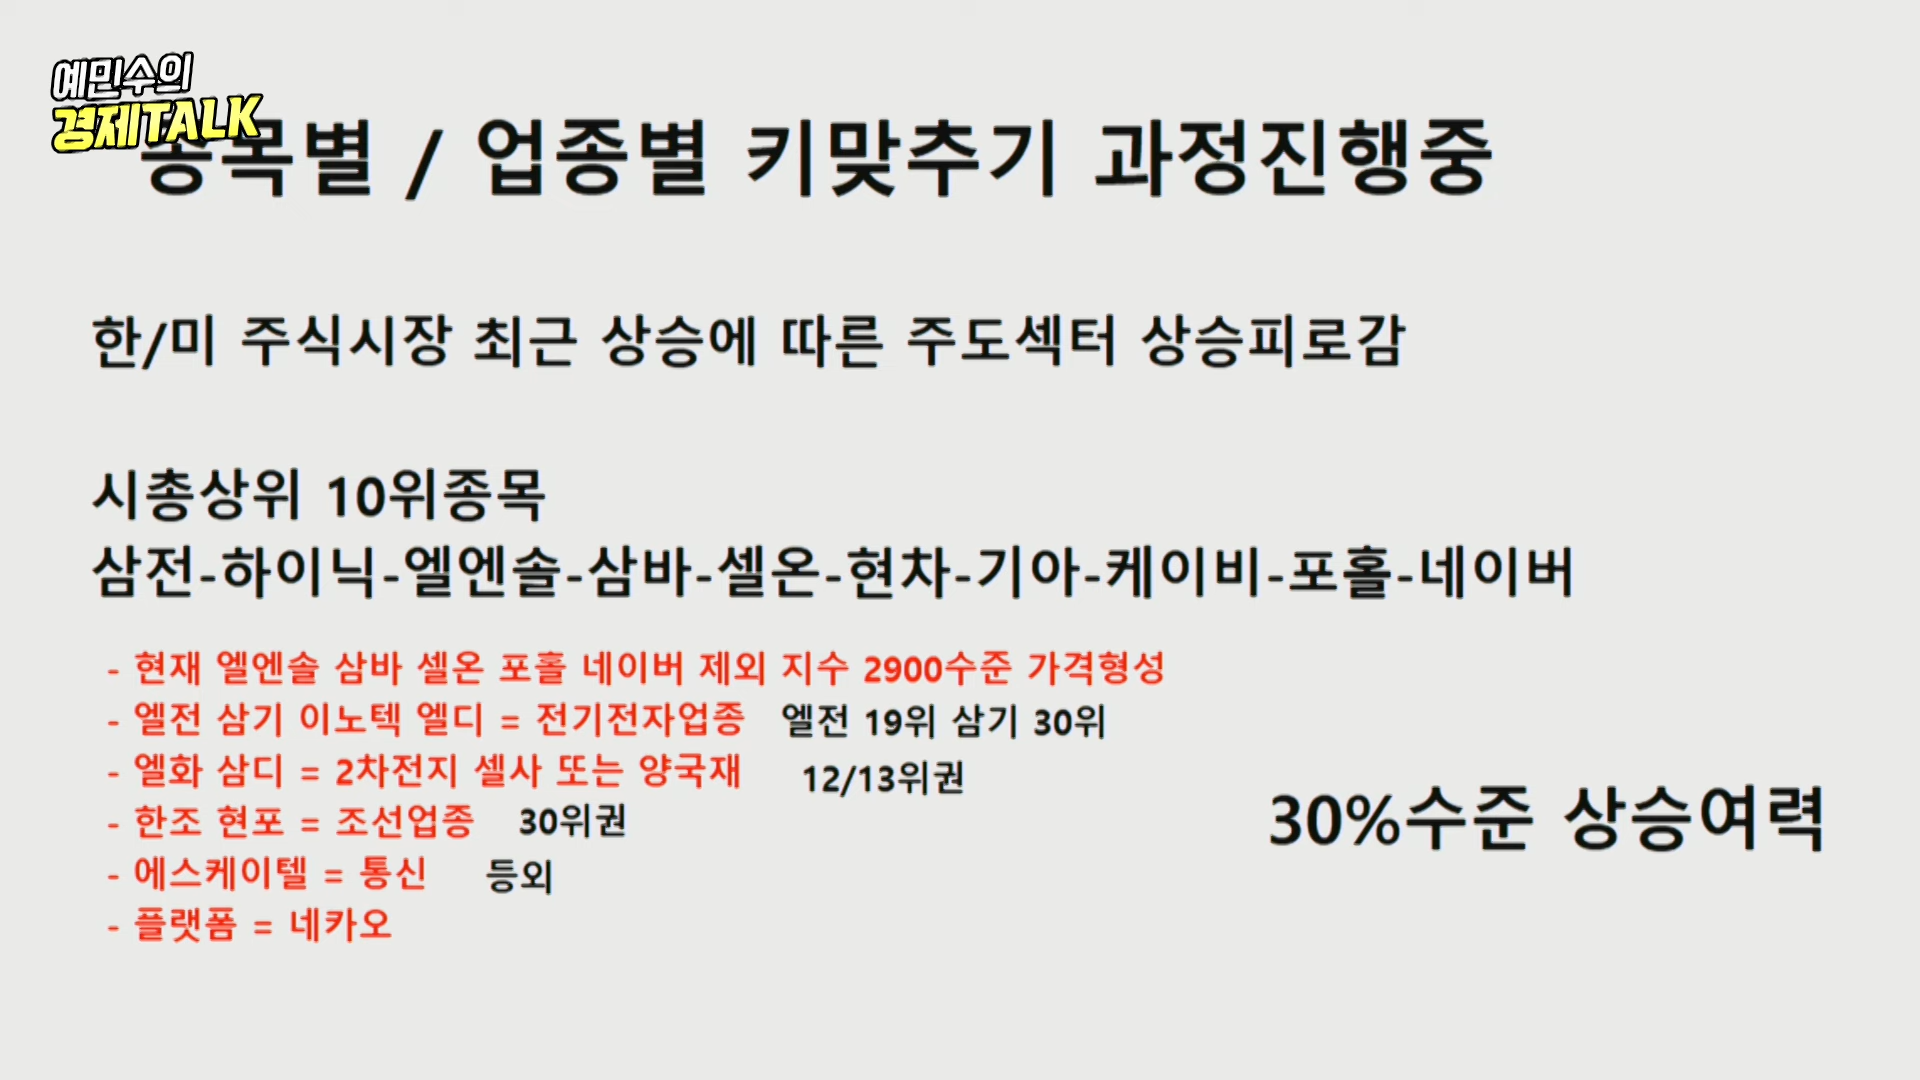 예민수의
경제TALK
종목별 / 업종별 키맞추기 과정진행중
한/미 주식시장 최근 상승에 따른 주도섹터 상승피로감
시총상위 10위종목
삼전-하이닉-엘엔솔-삼바-셀온-현차-기아-케이비-포홀-네이버
- 현재 엘엔솔 삼바 셀온 포홀 네이버 제외 지수 2900수준 가격형성
- 엘전 삼기 이노텍 엘디 = 전기전자업종 엘전 19위 삼기 30위
- 엘화 삼디 = 2차전지 셀사 또는 양국재 12/13위권
- 한조 현포 = 조선업종 30위권
- 에스케이텔 = 통신 등외
- 플랫폼 = 네카오
30%수준 상승여력